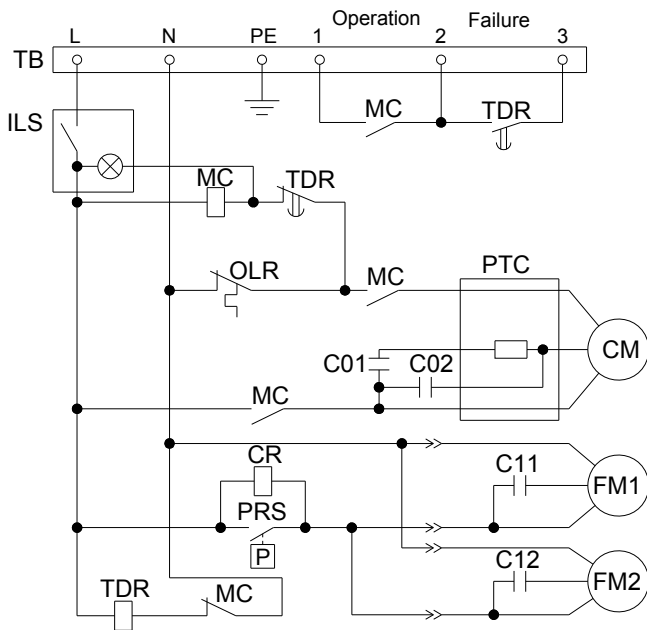 Operation Failure
L N PE 1 2 3
TB
MC TDR
ILS
MC TDR
OLR MC PTC
CM
C01 C02
MC
CR C11
FM1
PRS
P
C12
FM2
TDR MC